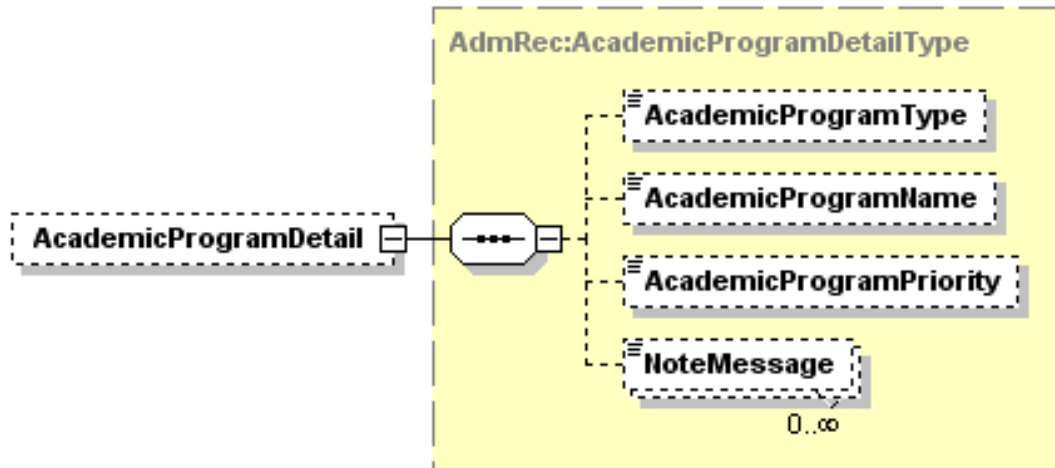 AdmRec:AcademicProgramDetailType
AcademicProgramType
AcademicProgramName
AcademicProgramDetail
AcademicProgramPriority
NoteMessage
0..∞